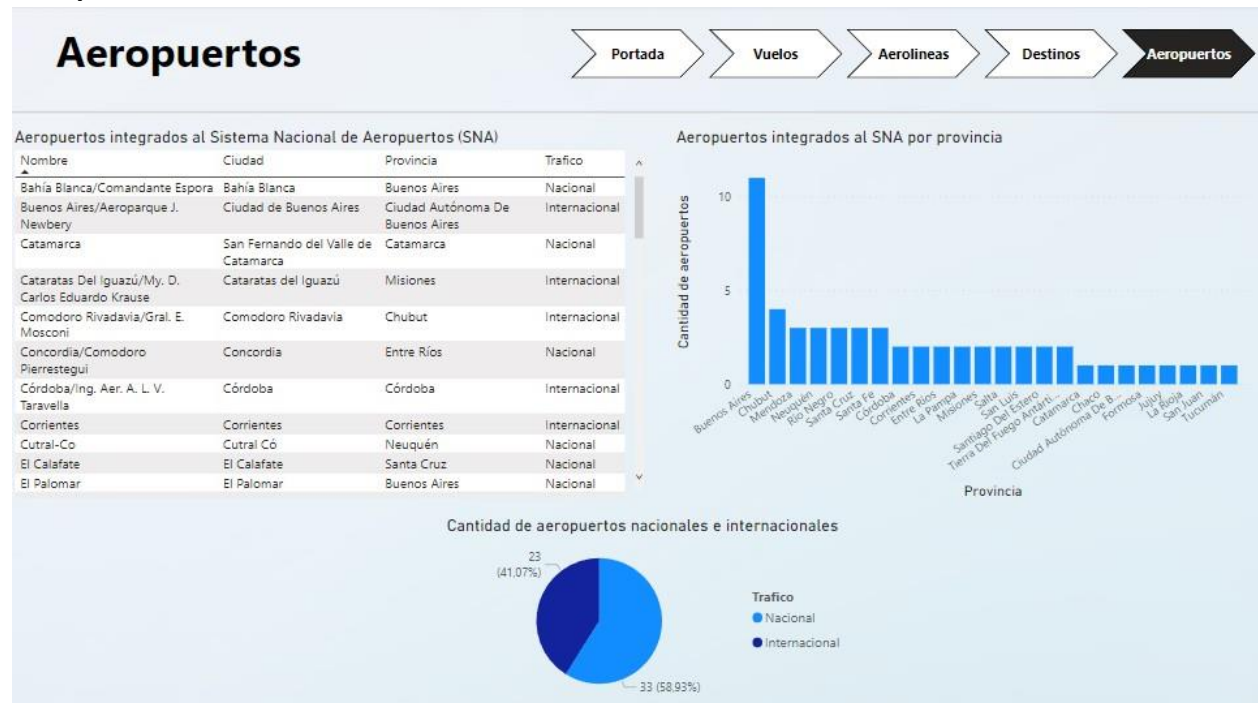 Aeropuertos
Portada
Vuelos
Aerolineas
Destinos
Aeropuertos
Aeropuertos integrados al Sistema Nacional de Aeropuertos (SNA)
Nombre Ciudad Provincia Trafico
Bahía Blanca/Comandante Espora Bahía Blanca Buenos Aires Nacional
Buenos Aires/Aeroparque J. Ciudad de Buenos Aires Ciudad Autónoma De Internacional
Newbery Buenos Aires
Catamarca San Fernando del Valle de Catamarca Nacional
Catamarca
Cataratas Del Iguazú/My. D. Cataratas del Iguazú Misiones Internacional
Carlos Eduardo Krause
Comodoro Rivadavia/Gral. E. Comodoro Rivadavia Chubut Internacional
Mosconi
Concordia/Comodoro Concordia Entre Ríos Nacional
Pierrestegui
Córdoba/Ing. Aer. A. L. V. Córdoba Córdoba Internacional
Taravella
Corrientes Corrientes Corrientes Internacional
Cutral-Co Cutral Có Neuquén Nacional
El Calafate El Calafate Santa Cruz Nacional
El Palomar El Palomar Buenos Aires Nacional
Aeropuertos integrados al SNA por provincia
Cantidad de aeropuertos
10
5
0
Buenos Aires
Chubut
Mendoza
Neuquén
Rio Negro
Santa Cruz
Santa Fe
Córdoba
Corrientes
Entre Ríos
La Pampa
Misiones
Salta
San Luis
Santiago Del Estero
Tierra Del Fuego Antárti...
Catamarca
Chaco
Ciudad Autónoma De B...
Formosa
Jujuy
La Rioja
San Juan
Tucumán
Provincia
Cantidad de aeropuertos nacionales e internacionales
23
(41,07%)
33 (58,93%)
Trafico
Nacional
Internacional